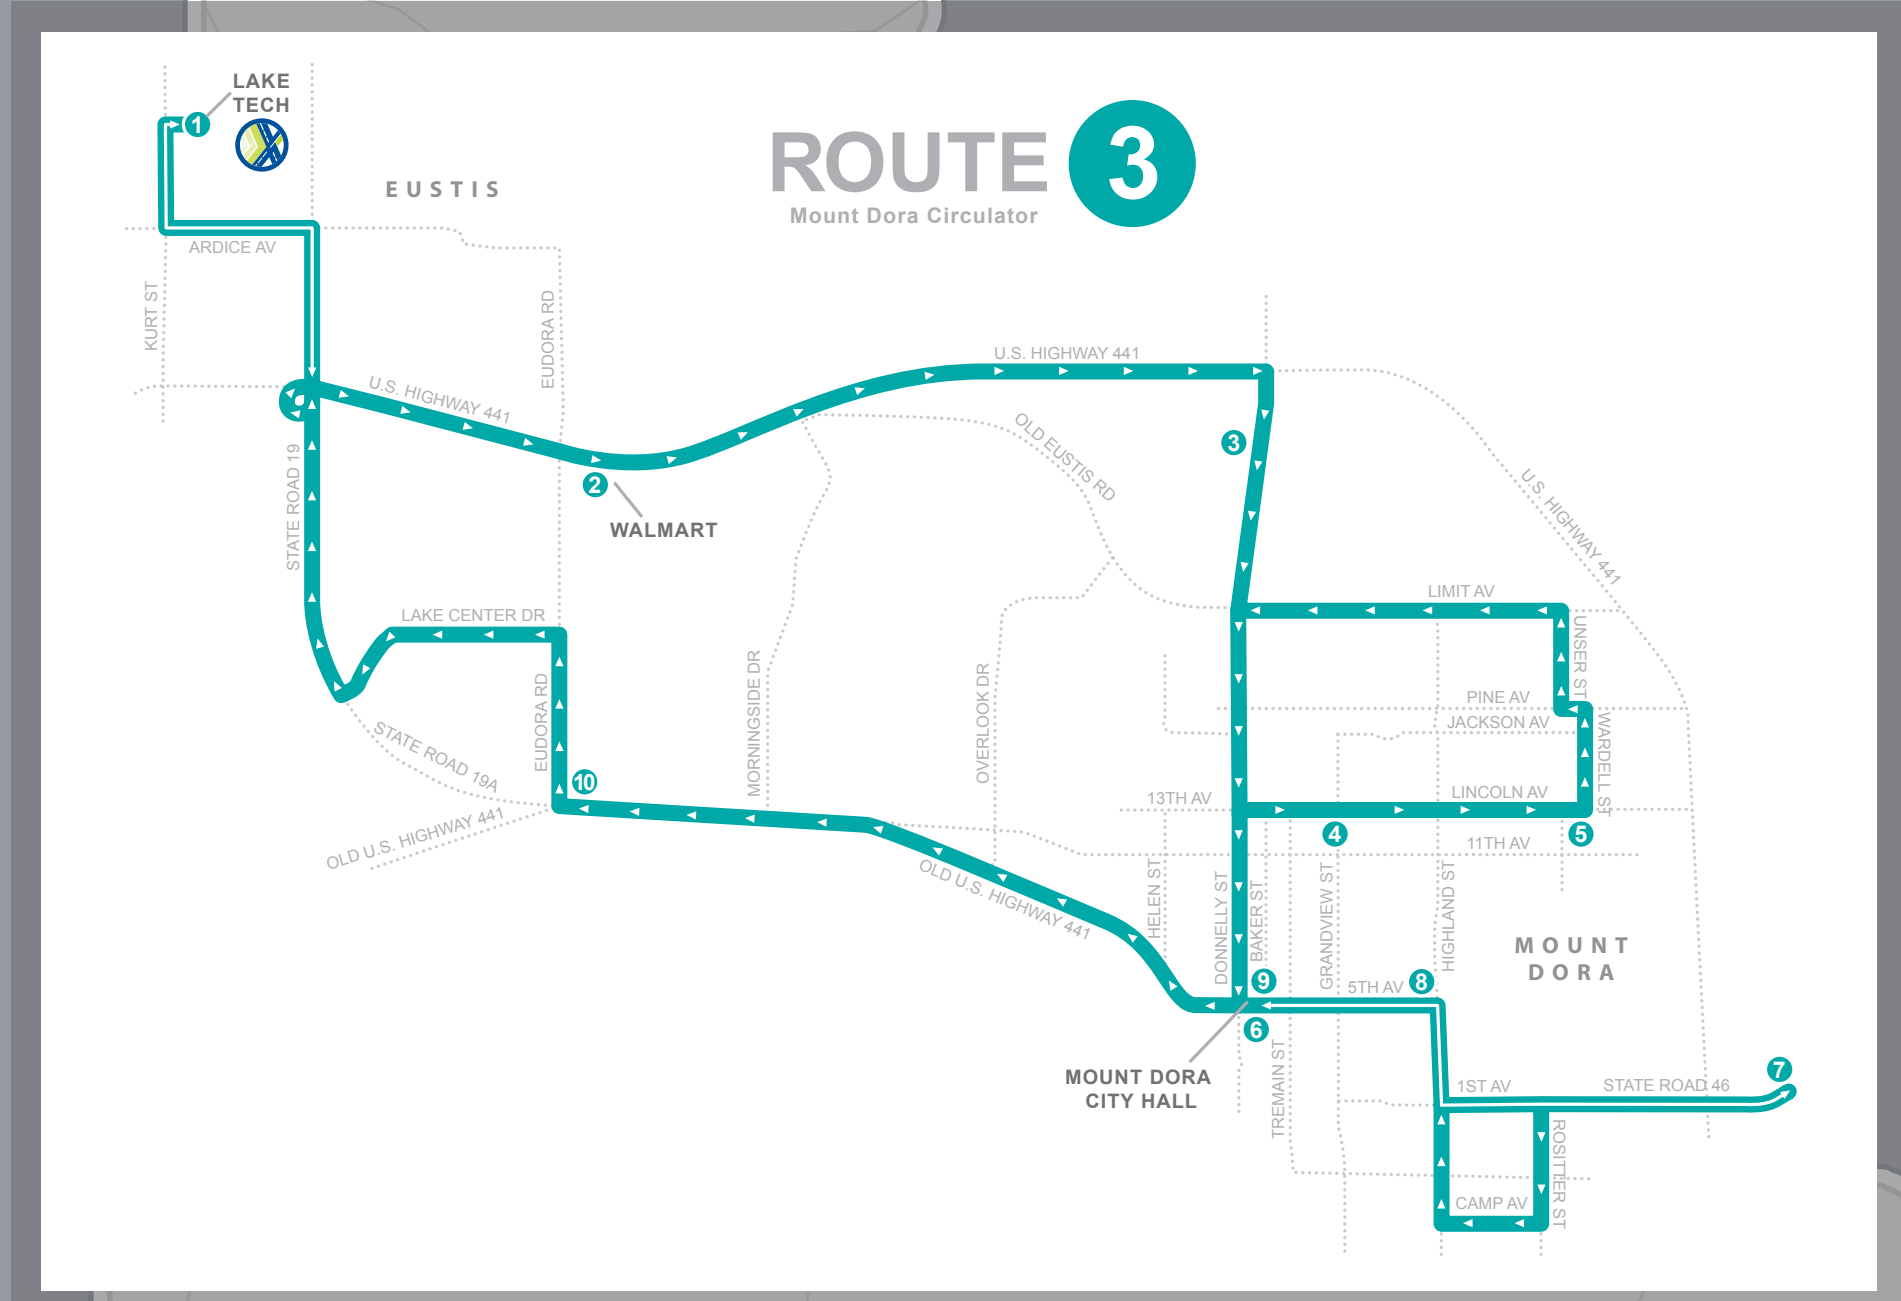 LAKE
TECH
1
EUSTIS
ROUTE 3
Mount Dora Circulator
ARDICE AV
KURT ST
EUDORA RD
U.S. HIGHWAY 441
U.S. HIGHWAY 441
OLD EUSTIS RD
3
U.S. HIGHWAY 441
STATE ROAD 19
2
WALMART
LIMIT AV
LAKE CENTER DR
UNSER ST
EUDORA RD
MORNINGSIDE DR
OVERLOOK DR
PINE AV
JACKSON AV
WARDELL ST
STATE ROAD 19A
10
13TH AV
LINCOLN AV
OLD U.S. HIGHWAY 441
4
5
11TH AV
OLD U.S. HIGHWAY 441
HELEN ST
DONNELLY ST
BAKER ST
GRANDVIEW ST
HIGHLAND ST
MOUNT
DORA
9
5TH AV
8
6
MOUNT DORA
CITY HALL
TREMAIN ST
1ST AV
STATE ROAD 46
7
ROSITTER ST
CAMP AV